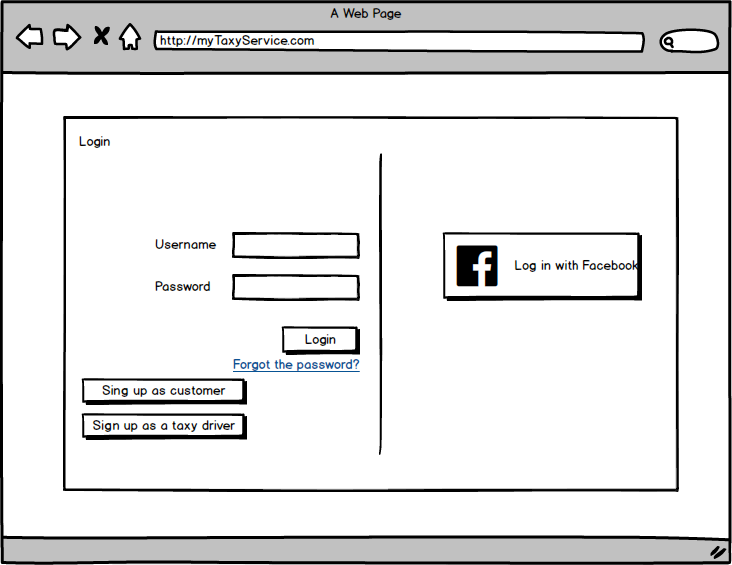 A Web Page
http://myTaxyService.com
Login
Username
Password
Login
Forgot the password?
Sing up as customer
Sign up as a taxy driver
Log in with Facebook